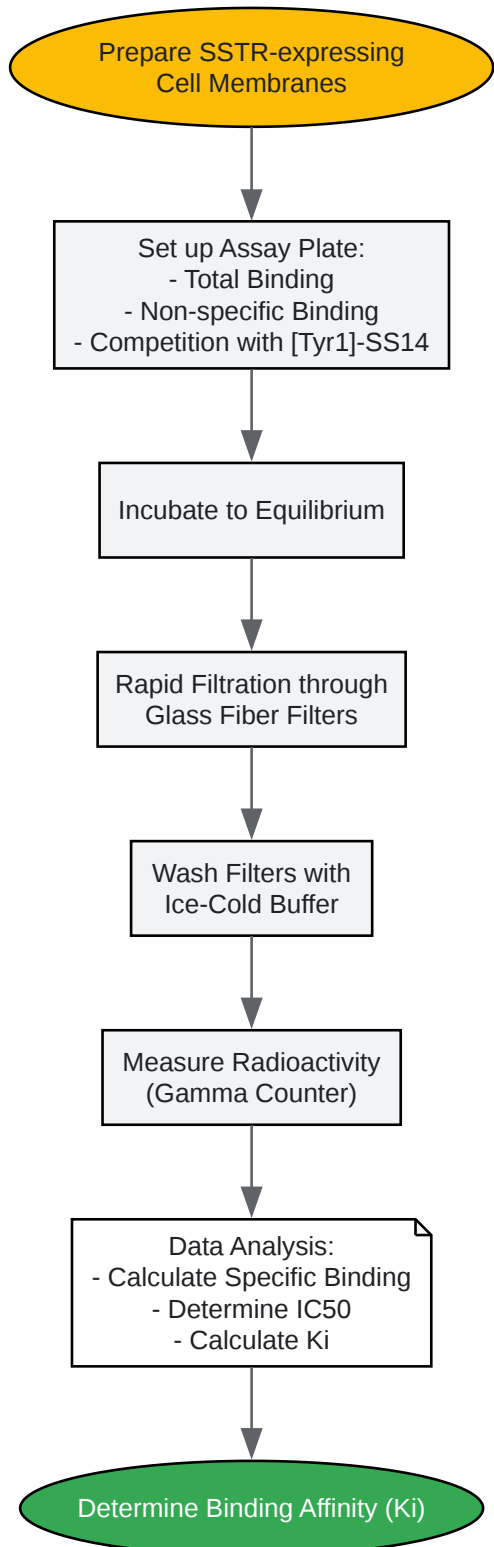 Prepare SSTR-expressing
Cell Membranes
Set up Assay Plate:
- Total Binding
- Non-specific Binding
- Competition with [Tyr1]-SS14
Incubate to Equilibrium
Rapid Filtration through
Glass Fiber Filters
Wash Filters with
Ice-Cold Buffer
Measure Radioactivity
(Gamma Counter)
Data Analysis:
- Calculate Specific Binding
- Determine IC50
- Calculate Ki
Determine Binding Affinity (Ki)